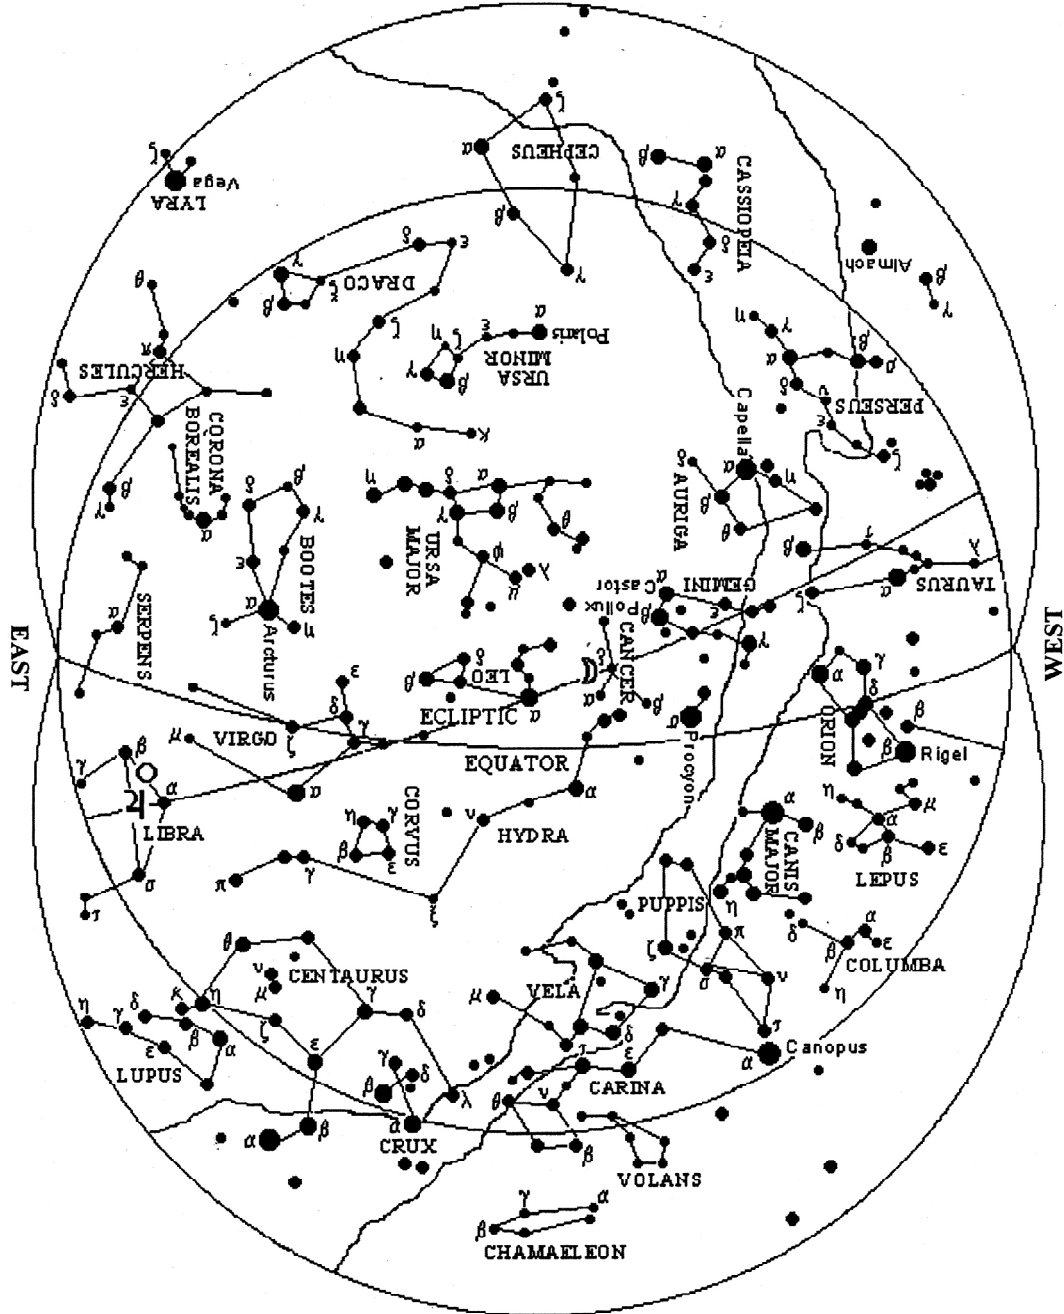 CEPHEUS
CASSIOPEIA
Vega
LYRA
Almach
DRACO
Polaris
URSA
MINOR
HERCULES
PERSEUS
Capella
CORONA
BOREALIS
AURIGA
URSA
MAJOR
BOOTES
Castor
GEMINI
TAURUS
Pollux
SERPENS
Arcturus
CANCER
EAST
WEST
LEO
ECLIPTIC
VIRGO
ORION
Procyon
EQUATOR
Rigel
LIBRA
CORVUS
HYDRA
CANIS
MAJOR
LEPUS
PUPPIS
COLUMBA
CENTAURUS
VELA
Canopus
LUPUS
CARINA
CRUX
VOLANS
CHAMAELEON